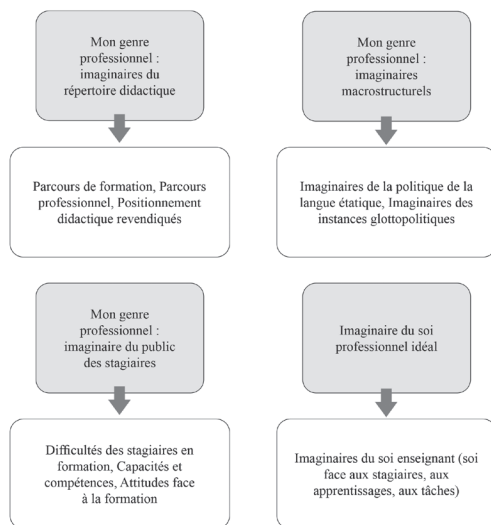 Mon genre
professionnel :
imaginaires du
répertoire didactique
Parcours de formation, Parcours
professionnel, Positionnement
didactique revendiqués
Mon genre
professionnel :
imaginaires
macrostructurels
Imaginaires de la politique de la
langue étatique, Imaginaires des
instances glottopolitiques
Mon genre
professionnel :
imaginaire du public
des stagiaires
Difficultés des stagiaires en
formation, Capacités et
compétences, Attitudes face
à la formation
Imaginaire du soi
professionnel idéal
Imaginaires du soi enseignant (soi
face aux stagiaires, aux
apprentissages, aux tâches)